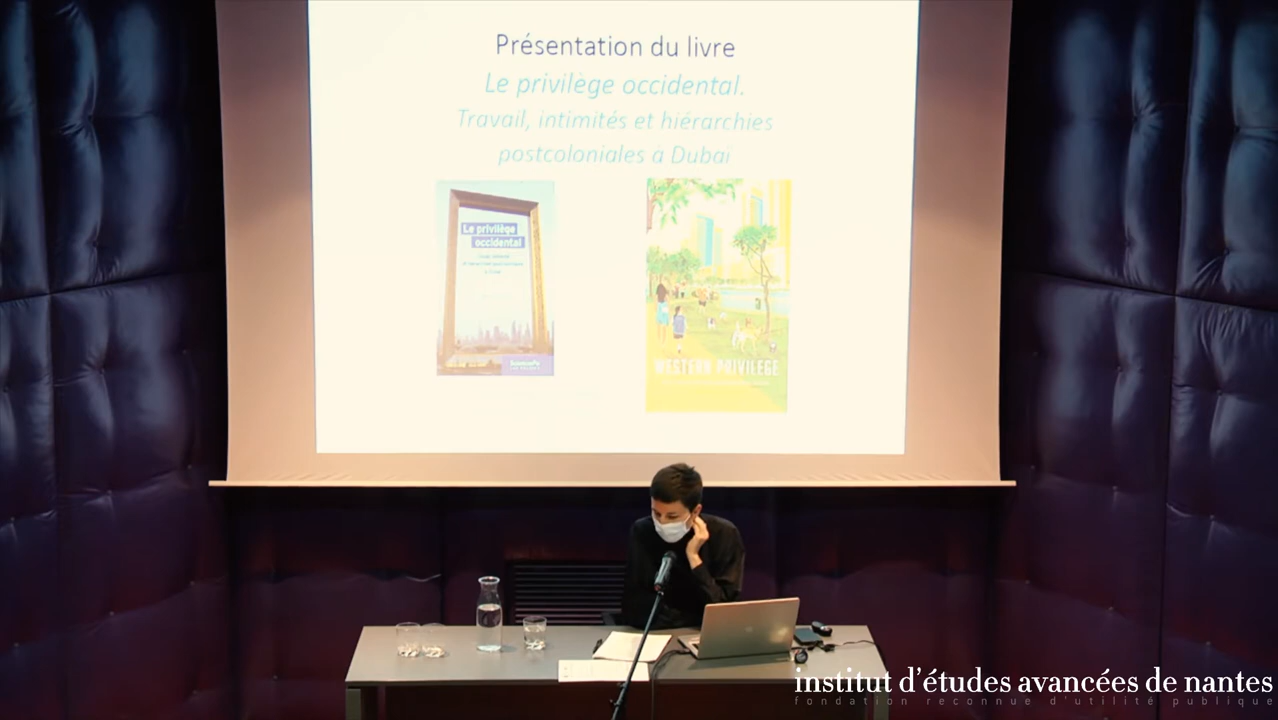 Présentation du livre
Le privilège occidental.
Travail, intimités et hiérarchies
postcoloniales à Dubaï
Le privilège
occidental
WESTERN PRIVILEGE
institut d'études avancées de nantes
fondation reconnue d'utilité publique